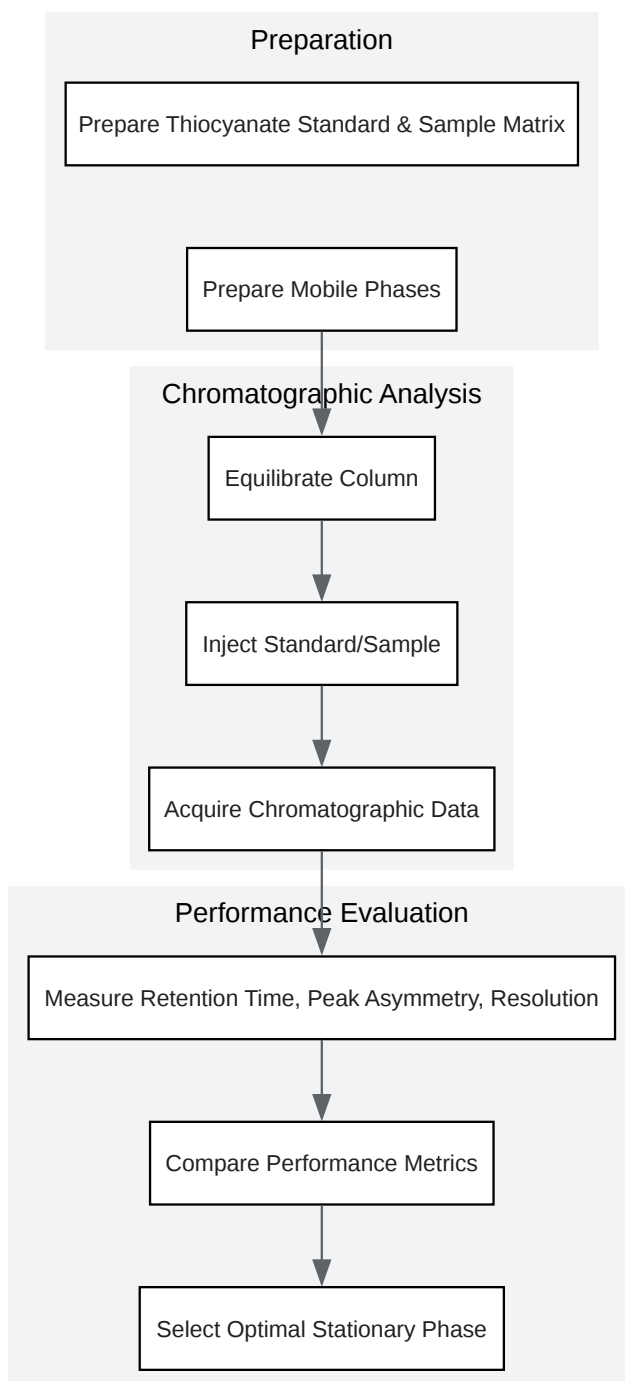 Preparation
Prepare Thiocyanate Standard & Sample Matrix
Prepare Mobile Phases
Chromatographic Analysis
Equilibrate Column
Inject Standard/Sample
Acquire Chromatographic Data
Performance Evaluation
Measure Retention Time, Peak Asymmetry, Resolution
Compare Performance Metrics
Select Optimal Stationary Phase